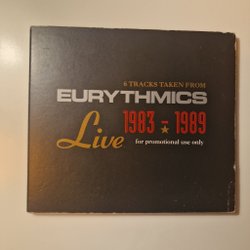 6 TRACKS TAKEN FROM
EURYTHMICS
Live 1983 - 1989
for promotional use only